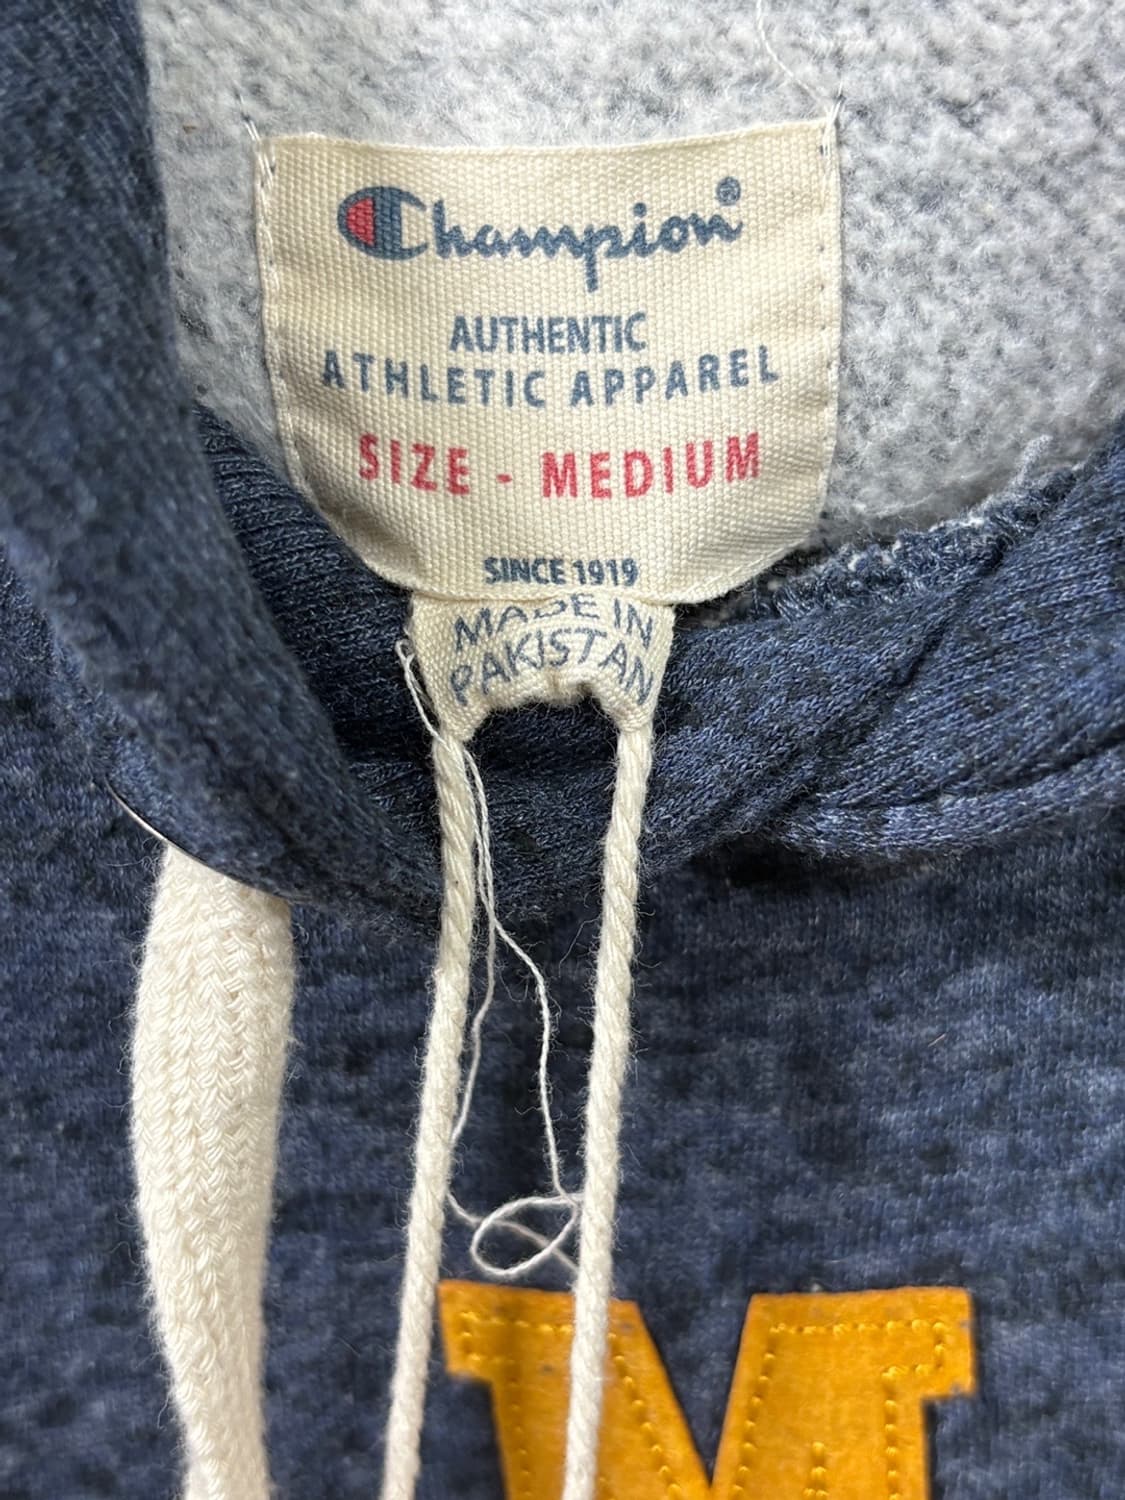 Champion®
AUTHENTIC
ATHLETIC APPAREL
SIZE - MEDIUM
SINCE 1919
MADE IN
PAKISTAN
M